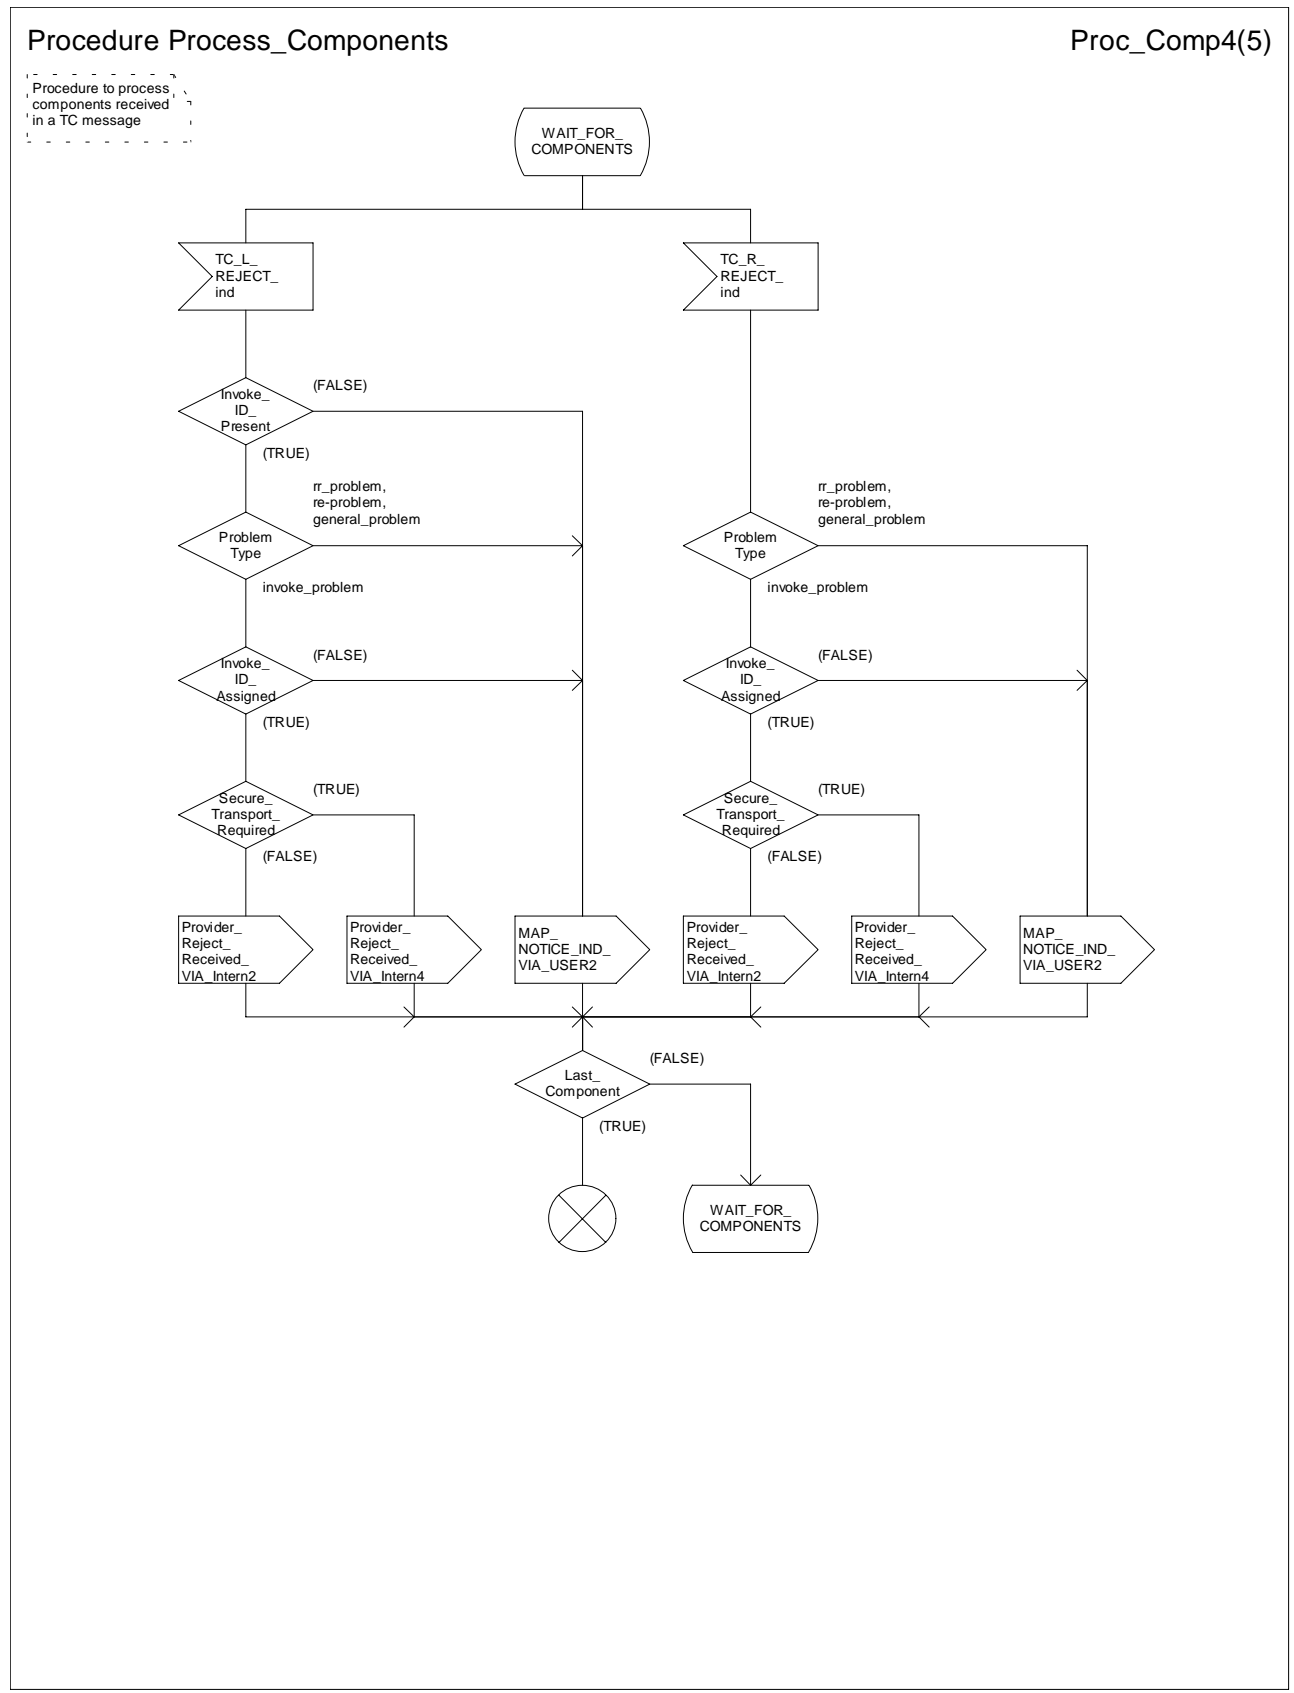 Procedure Process_Components
Proc_Comp4(5)
Procedure to process
components received
in a TC message
WAIT_FOR_
COMPONENTS
TC_L_
REJECT_
ind
TC_R_
REJECT_
ind
Invoke_
ID_
Present
(FALSE)
(TRUE)
rr_problem,
re-problem,
general_problem
Problem
Type
invoke_problem
rr_problem,
re-problem,
general_problem
Problem
Type
invoke_problem
Invoke_
ID_
Assigned
(FALSE)
(TRUE)
Invoke_
ID_
Assigned
(FALSE)
(TRUE)
Secure_
Transport_
Required
(TRUE)
(FALSE)
Secure_
Transport_
Required
(TRUE)
(FALSE)
Provider_
Reject_
Received_
VIA_Intern2
Provider_
Reject_
Received_
VIA_Intern4
MAP_
NOTICE_IND_
VIA_USER2
Provider_
Reject_
Received_
VIA_Intern2
Provider_
Reject_
Received_
VIA_Intern4
MAP_
NOTICE_IND_
VIA_USER2
Last_
Component
(FALSE)
(TRUE)
WAIT_FOR_
COMPONENTS